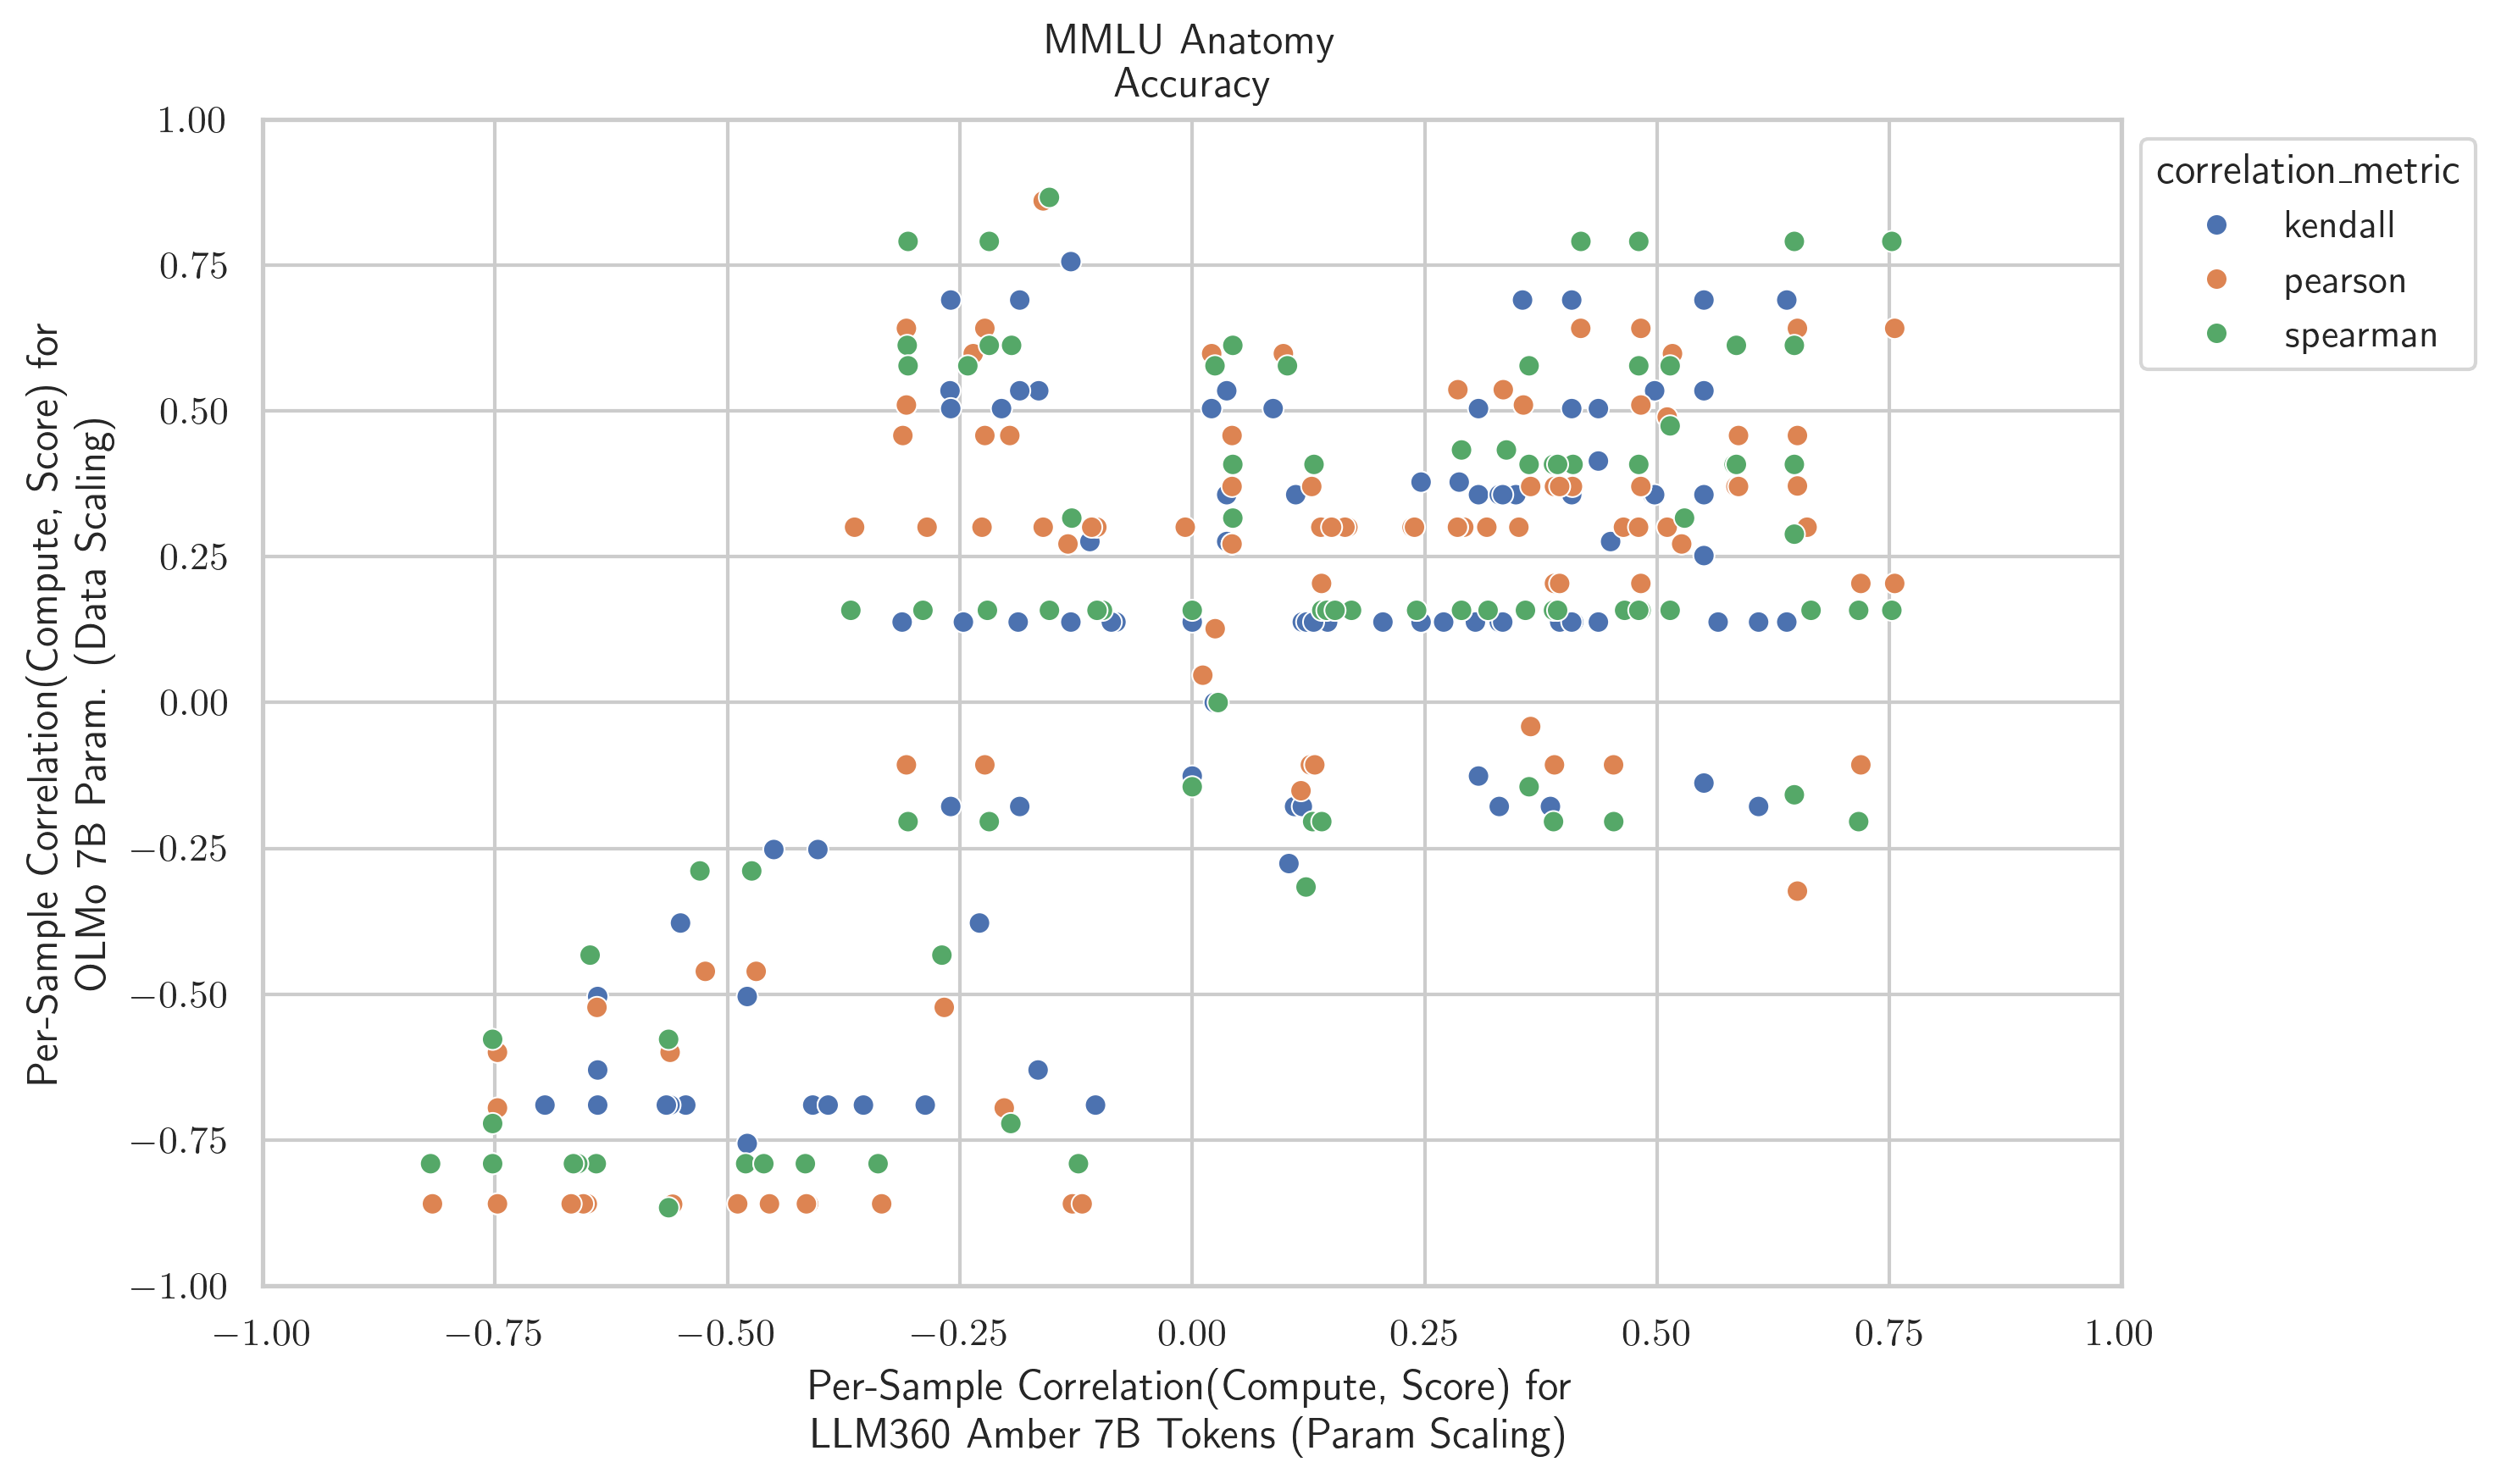 MMLU Anatomy
Accuracy
Per-Sample Correlation(Compute, Score) for
OLMo 7B Param. (Data Scaling)
1.00
0.75
0.50
0.25
0.00
−0.25
−0.50
−0.75
−1.00
−1.00
−0.75
−0.50
−0.25
0.00
0.25
0.50
0.75
1.00
Per-Sample Correlation(Compute, Score) for
LLM360 Amber 7B Tokens (Param Scaling)
correlation_metric
kendall
pearson
spearman